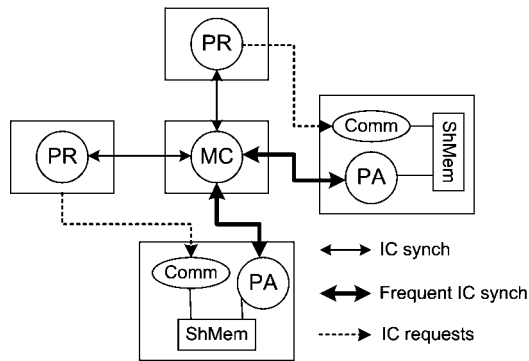 PR
Comm
ShMem
PR
MC
PA
Comm
PA
ShMem
IC synch
Frequent IC synch
IC requests